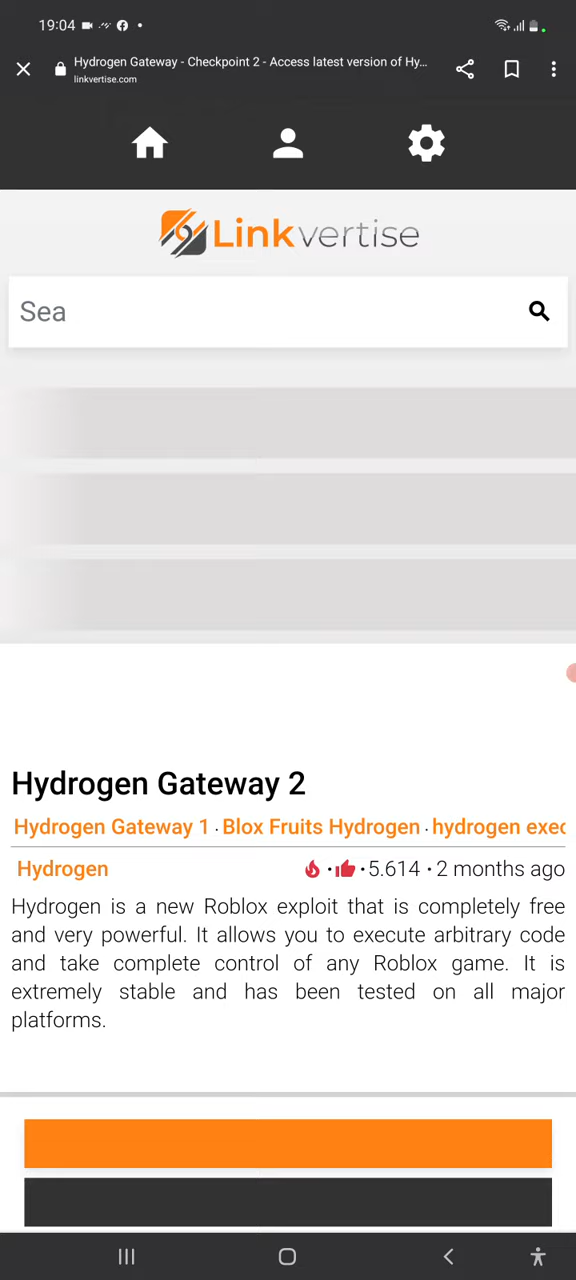 19:04
Hydrogen Gateway - Checkpoint 2 - Access latest version of Hy...
linkvertise.com
Linkvertise
Sea
Hydrogen Gateway 2
Hydrogen Gateway 1 · Blox Fruits Hydrogen · hydrogen exec
Hydrogen · 5.614 · 2 months ago
Hydrogen is a new Roblox exploit that is completely free
and very powerful. It allows you to execute arbitrary code
and take complete control of any Roblox game. It is
extremely stable and has been tested on all major
platforms.